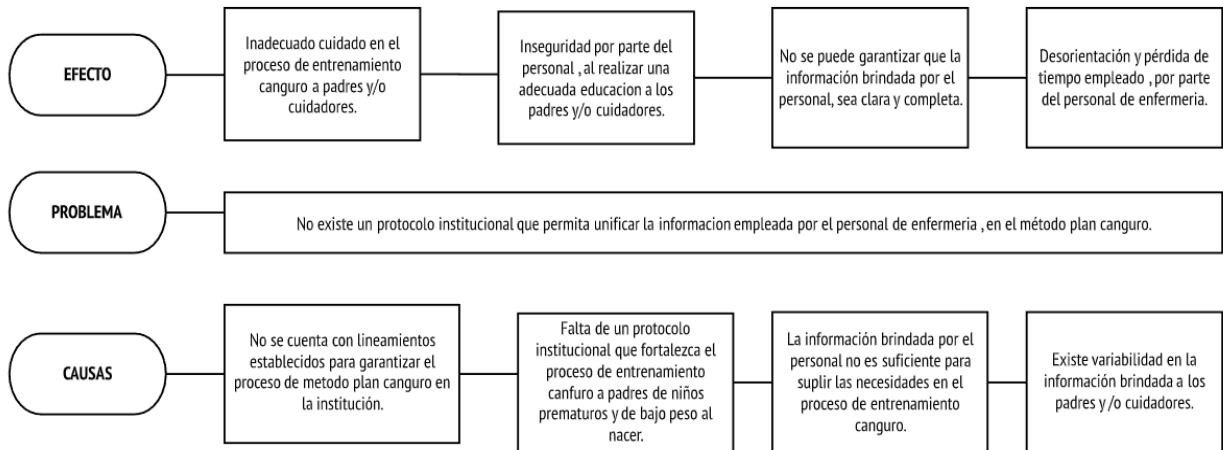 EFECTO
Inadecuado cuidado en el
proceso de entrenamiento
canguro a padres y/o
cuidadores.
Inseguridad por parte del
personal , al realizar una
adecuada educacion a los
padres y/o cuidadores.
No se puede garantizar que la
información brindada por el
personal, sea clara y completa.
Desorientación y pérdida de
tiempo empleado , por parte
del personal de enfermeria.
PROBLEMA
No existe un protocolo institucional que permita unificar la informacion empleada por el personal de enfermeria , en el método plan canguro.
CAUSAS
No se cuenta con lineamientos
establecidos para garantizar el
proceso de metodo plan canguro en
la institución.
Falta de un protocolo
institucional que fortalezca el
proceso de entrenamiento
canfuro a padres de niños
prematuros y de bajo peso al
nacer.
La información brindada por el
personal no es suficiente para
suplir las necesidades en el
proceso de entrenamiento
canguro.
Existe variabilidad en la
información brindada a los
padres y /o cuidadores.